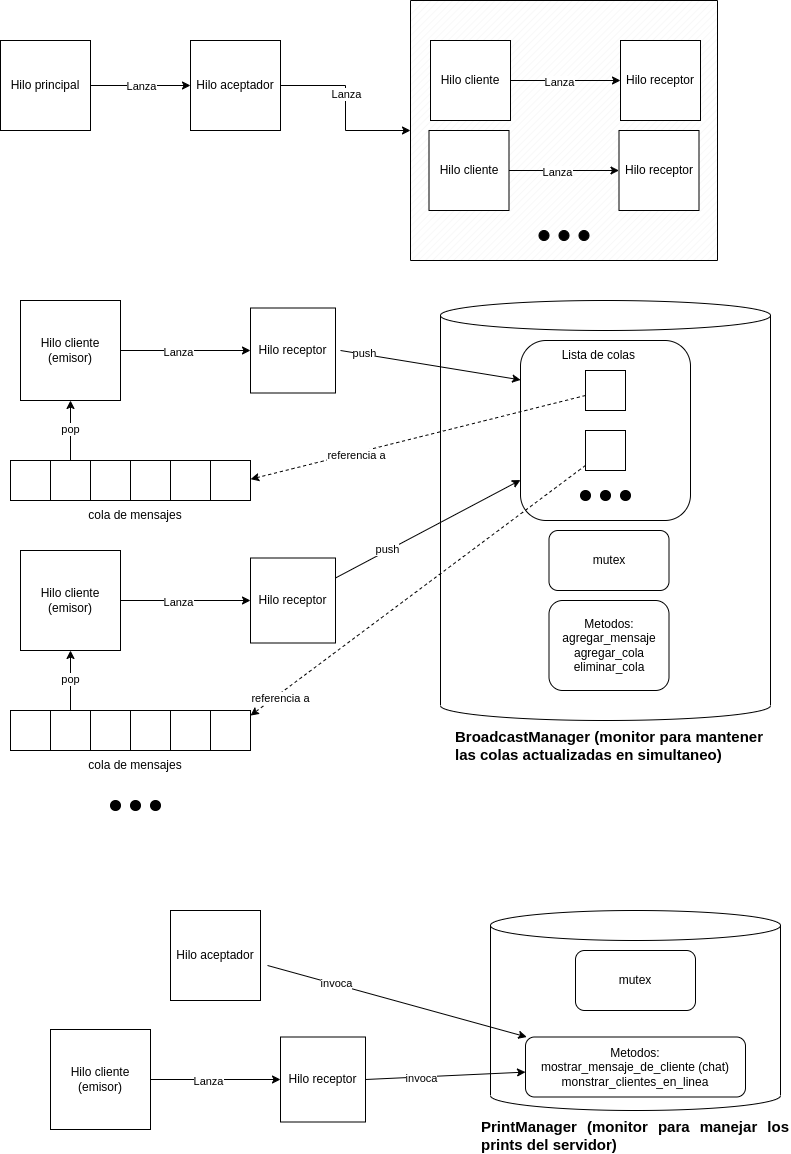 Hilo principal
Lanza
Hilo aceptador
Lanza
Hilo cliente
Lanza
Hilo receptor
Hilo cliente
Lanza
Hilo receptor
Hilo cliente
(emisor)
Lanza
Hilo receptor
push
pop
cola de mensajes
referencia a
Lista de colas
Hilo cliente
(emisor)
Lanza
Hilo receptor
push
pop
cola de mensajes
referencia a
mutex
Metodos:
agregar_mensaje
agregar_cola
eliminar_cola
BroadcastManager (monitor para mantener
las colas actualizadas en simultaneo)
Hilo aceptador
invoca
Hilo cliente
(emisor)
Lanza
Hilo receptor
invoca
mutex
Metodos:
mostrar_mensaje_de_cliente (chat)
monstrar_clientes_en_linea
PrintManager (monitor para manejar los
prints del servidor)